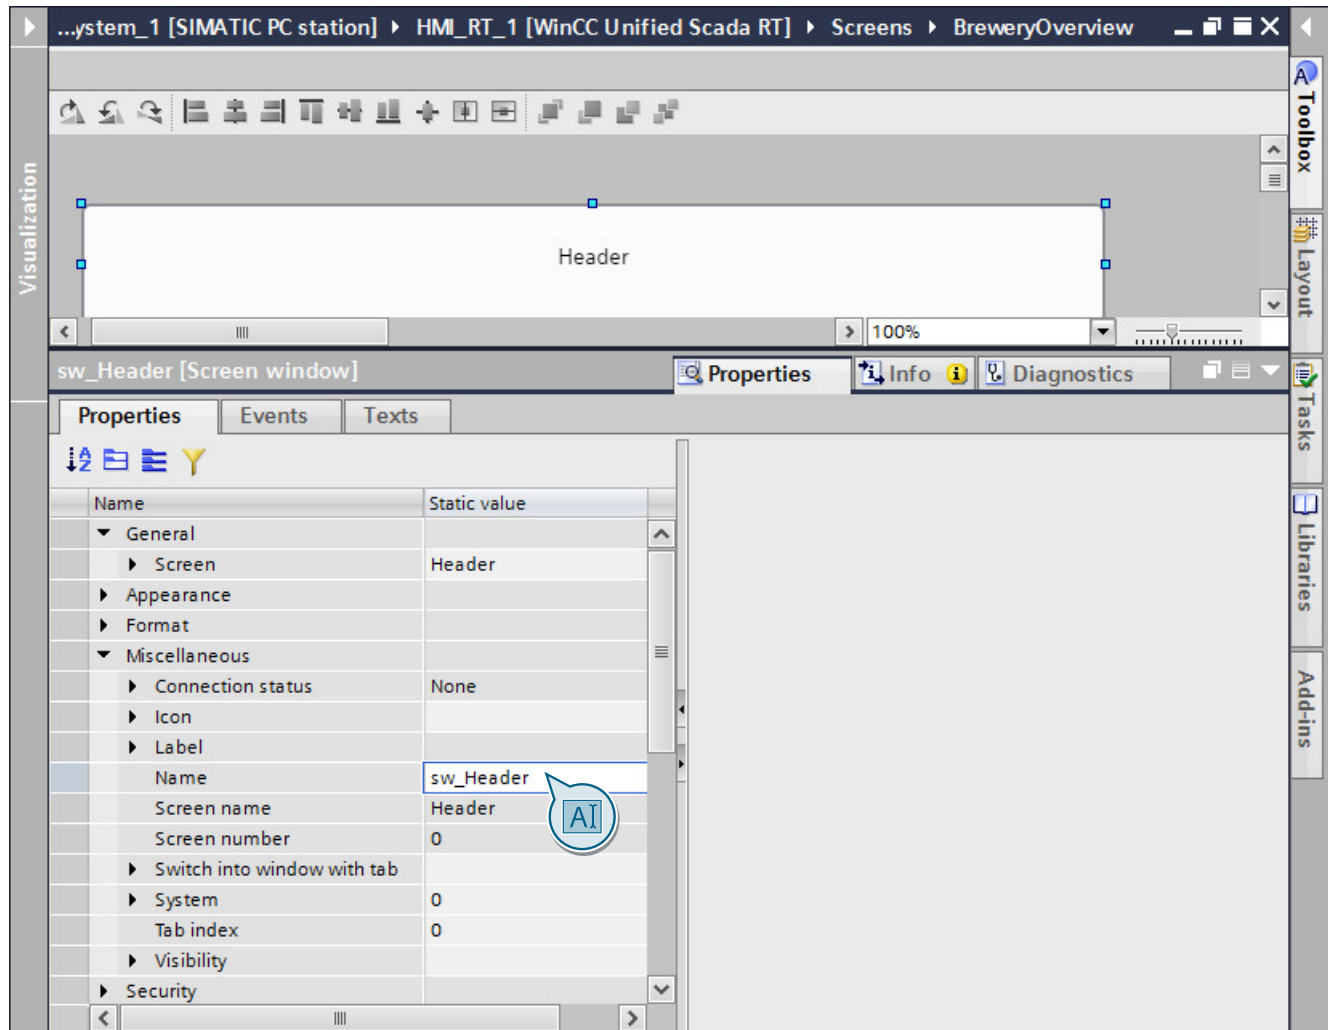 ...ystem_1 [SIMATIC PC station] HMI_RT_1 [WinCC Unified Scada RT] Screens BreweryOverview
Visualization
Header
100%
Toolbox
Layout
Tasks
Libraries
Add-ins
sw_Header [Screen window]
Properties Info Diagnostics
Properties Events Texts
Name Static value
General
Screen Header
Appearance
Format
Miscellaneous
Connection status None
Icon
Label
Name sw_Header
Screen name Header
Screen number 0
Switch into window with tab
System 0
Tab index 0
Visibility
Security